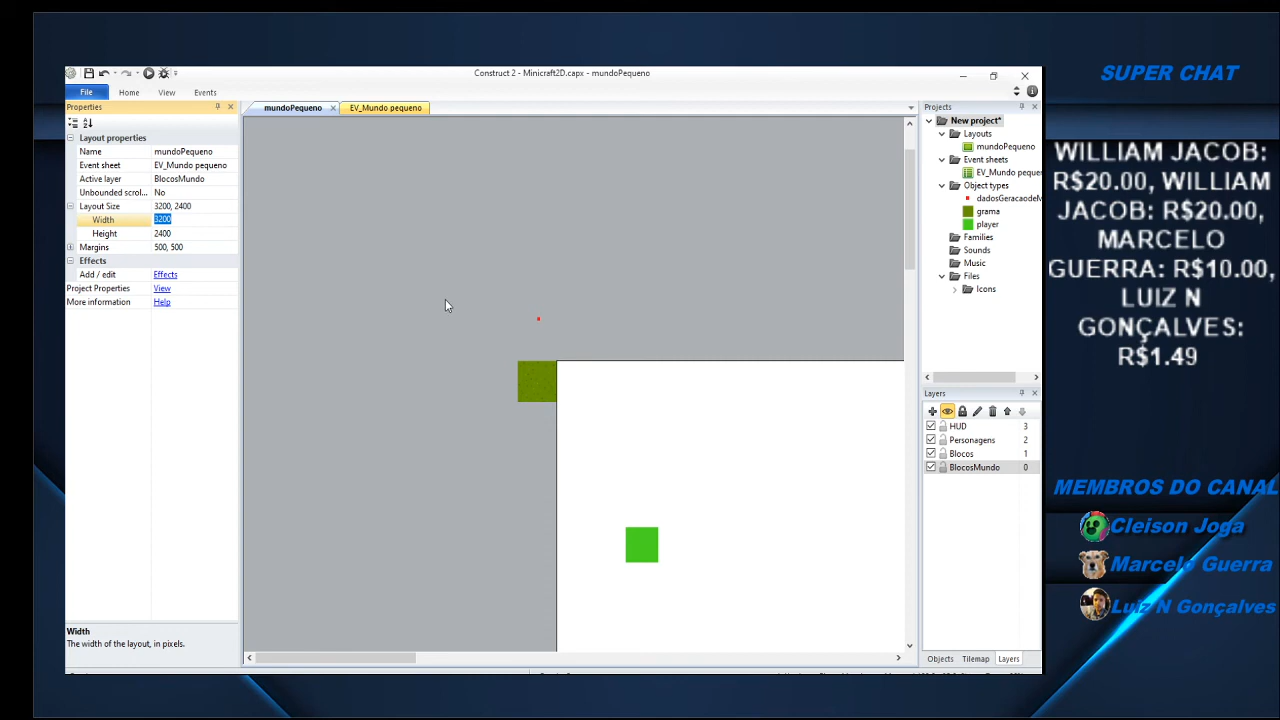 Construct 2 - Minicraft2D.capx - mundoPequeno
SUPER CHAT
File
Home
View
Events
Properties
mundoPequeno
EV_Mundo pequeno
Projects
New project*
Layouts
mundoPequeno
Event sheets
EV_Mundo peque
Object types
dadosGeracaode
grama
player
Families
Sounds
Music
Files
Icons
Layout properties
Name mundoPequeno
Event sheet EV_Mundo pequeno
Active layer BlocosMundo
Unbounded scrol... No
Layout Size 3200, 2400
Width 3200
Height 2400
Margins 500, 500
Effects
Add / edit Effects
Project Properties View
More information Help
WILLIAM JACOB:
R$20.00, WILLIAM
JACOB: R$20.00,
MARCELO
GUERRA: R$10.00,
LUIZ N
GONÇALVES:
R$1.49
Layers
HUD 3
Personagens 2
Blocos 1
BlocosMundo 0
MEMBROS DO CANAL
Cleison Joga
Marcelo Guerra
Luiz N Gonçalves
Width
The width of the layout, in pixels.
Objects
Tilemap
Layers